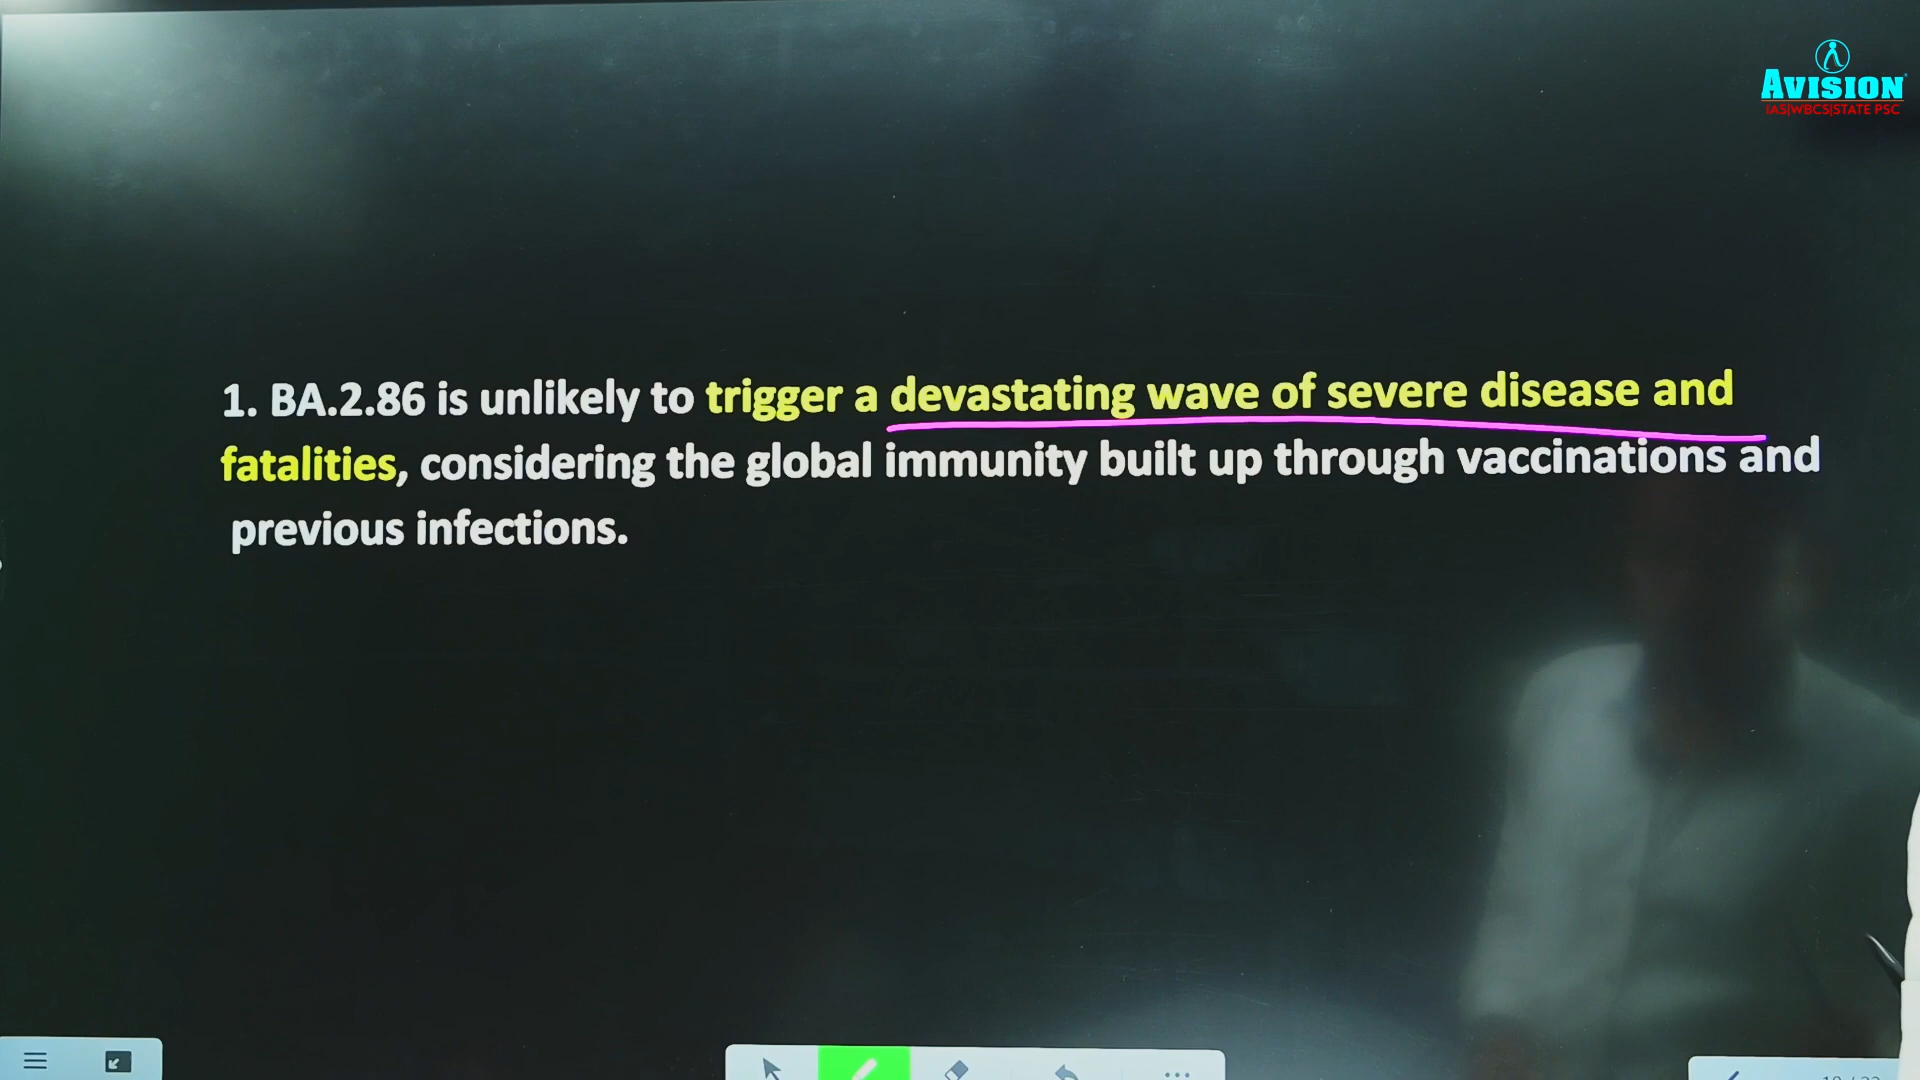 AVISION
IAS|WBCS|STATE PSC
1. BA.2.86 is unlikely to trigger a devastating wave of severe disease and
fatalities, considering the global immunity built up through vaccinations and
previous infections.